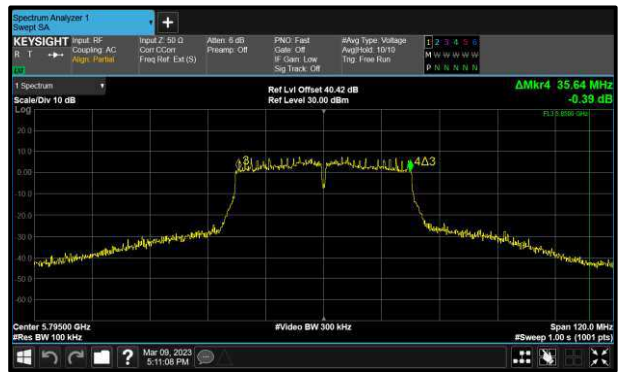 Spectrum Analyzer 1
Swept SA
+
KEYSIGHT
R T
Input: RF
Coupling: AC
Align: Partial
Input Z: 50 Ω
Corr CCorr
Freq Ref: Ext (S)
Atten: 6 dB
Preamp: Off
PNO: Fast
Gate: Off
IF Gain: Low
Sig Track: Off
#Avg Type: Voltage
Avg|Hold: 10/10
Trig: Free Run
1 2 3 4 5 6
M W W W W W
P N N N N N
1 Spectrum
Scale/Div 10 dB
Ref Lvl Offset 40.42 dB
Ref Level 30.00 dBm
ΔMkr4 35.64 MHz
-0.39 dB
Log
20.0
10.0
0.00
-10.0
-20.0
-30.0
-40.0
-50.0
-60.0
3
4Δ3
Center 5.79500 GHz
#Res BW 100 kHz
#Video BW 300 kHz
Span 120.0 MHz
#Sweep 1.00 s (1001 pts)
?
Mar 09, 2023
5:11:08 PM